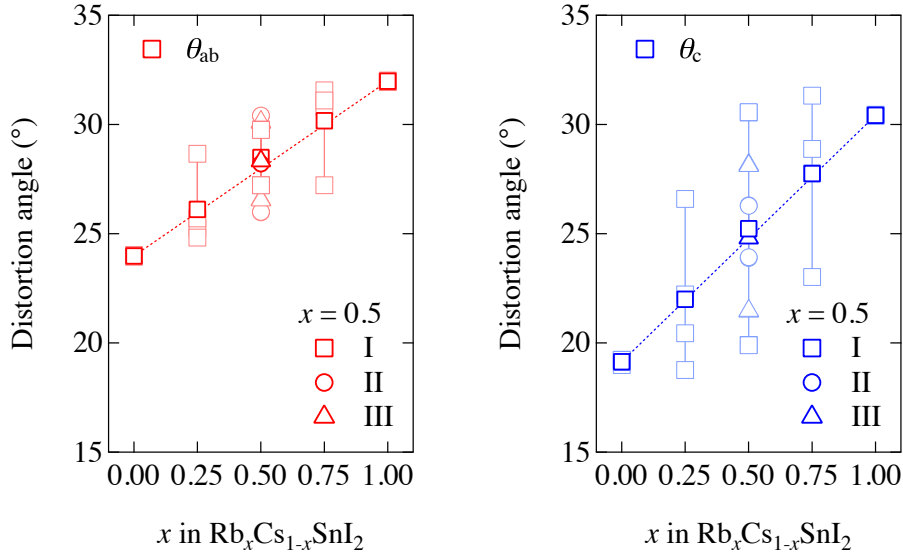 35
30
25
20
15
Distortion angle (°)
θab
x = 0.5
I
II
III
0.00 0.25 0.50 0.75 1.00
x in RbxCs1-xSnI2
35
30
25
20
15
Distortion angle (°)
θc
x = 0.5
I
II
III
0.00 0.25 0.50 0.75 1.00
x in RbxCs1-xSnI2